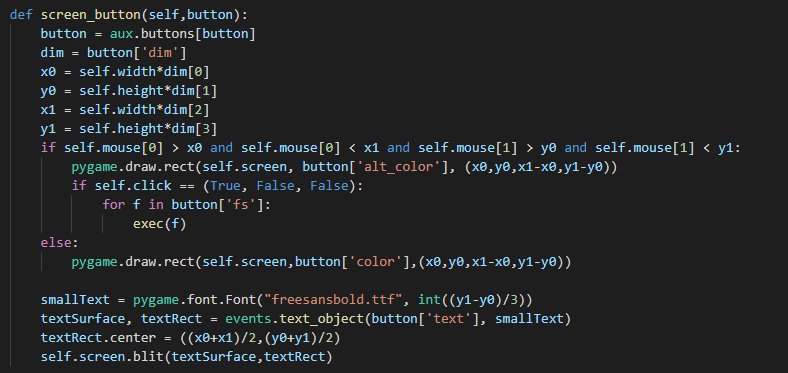 def screen_button(self,button):
    button = aux.buttons[button]
    dim = button['dim']
    x0 = self.width*dim[0]
    y0 = self.height*dim[1]
    x1 = self.width*dim[2]
    y1 = self.height*dim[3]
    if self.mouse[0] > x0 and self.mouse[0] < x1 and self.mouse[1] > y0 and self.mouse[1] < y1:
        pygame.draw.rect(self.screen, button['alt_color'], (x0,y0,x1-x0,y1-y0))
        if self.click == (True, False, False):
            for f in button['fs']:
                exec(f)
    else:
        pygame.draw.rect(self.screen,button['color'],(x0,y0,x1-x0,y1-y0))

    smallText = pygame.font.Font("freesansbold.ttf", int((y1-y0)/3))
    textSurface, textRect = events.text_object(button['text'], smallText)
    textRect.center = ((x0+x1)/2,(y0+y1)/2)
    self.screen.blit(textSurface,textRect)